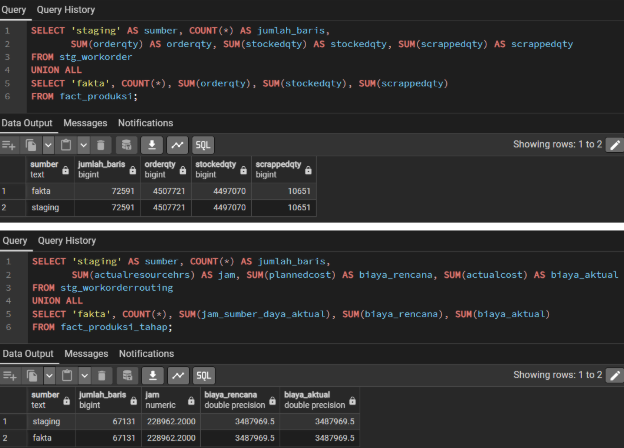 Query Query History
1 SELECT 'staging' AS sumber, COUNT(*) AS jumlah_baris,
2 SUM(orderqty) AS orderqty, SUM(stockedqty) AS stockedqty, SUM(scrappedqty) AS scrappedqty
3 FROM stg_workorder
4 UNION ALL
5 SELECT 'fakta', COUNT(*), SUM(orderqty), SUM(stockedqty), SUM(scrappedqty)
6 FROM fact_produksi;
Data Output Messages Notifications
SQL Showing rows: 1 to 2
sumber jumlah_baris orderqty stockedqty scrappedqty
text bigint bigint bigint bigint
1 fakta 72591 4507721 4497070 10651
2 staging 72591 4507721 4497070 10651
Query Query History
1 SELECT 'staging' AS sumber, COUNT(*) AS jumlah_baris,
2 SUM(actualresourcehrs) AS jam, SUM(plannedcost) AS biaya_rencana, SUM(actualcost) AS biaya_aktual
3 FROM stg_workorderrouting
4 UNION ALL
5 SELECT 'fakta', COUNT(*), SUM(jam_sumber_daya_aktual), SUM(biaya_rencana), SUM(biaya_aktual)
6 FROM fact_produksi_tahap;
Data Output Messages Notifications
SQL Showing rows: 1 to 2
sumber jumlah_baris jam biaya_rencana biaya_aktual
text bigint numeric double precision double precision
1 staging 67131 228962.2000 3487969.5 3487969.5
2 fakta 67131 228962.2000 3487969.5 3487969.5